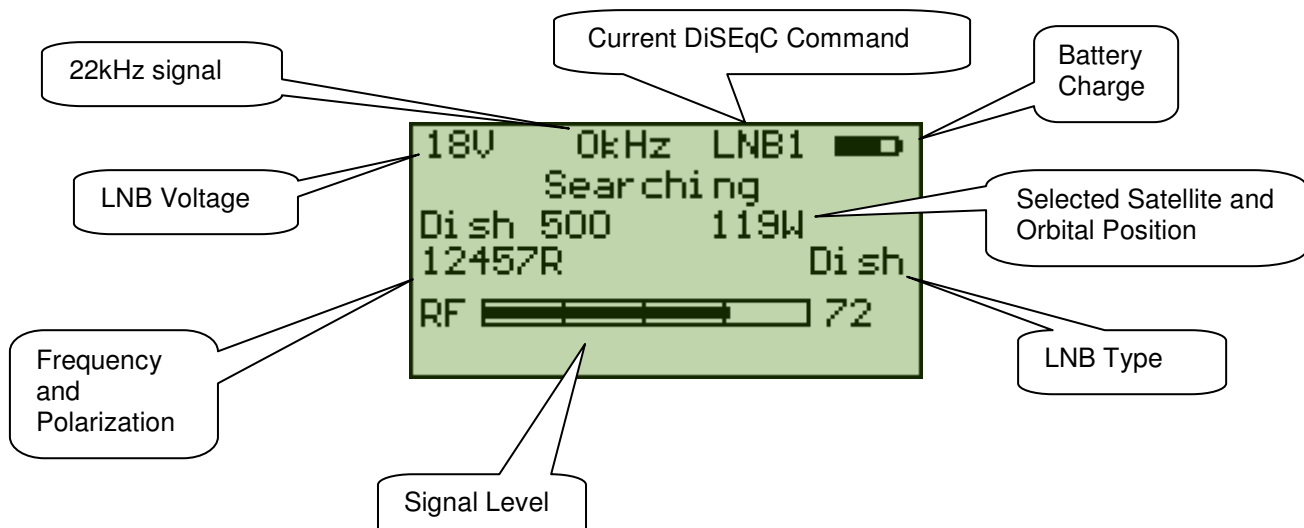 Current DiSEqC Command
22kHz signal
Battery
Charge
LNB Voltage
18V 0kHz LNB1
Searching
Dish 500 119W
12457R Dish
RF 72
Selected Satellite and
Orbital Position
Frequency
and
Polarization
LNB Type
Signal Level